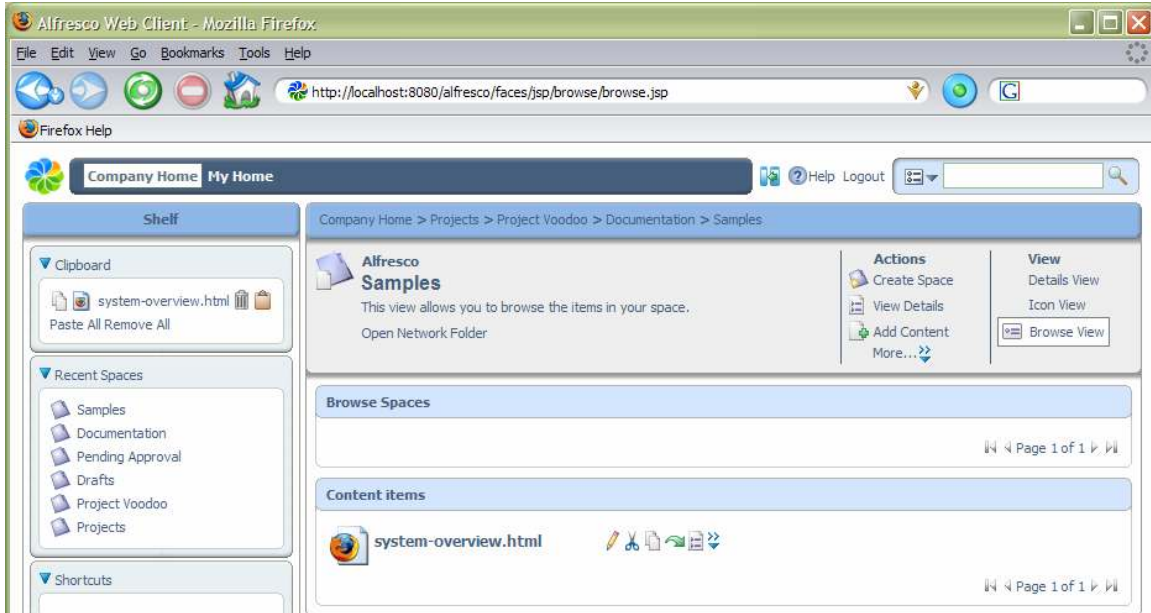 Alfresco Web Client - Mozilla Firefox
File Edit View Go Bookmarks Tools Help
http://localhost:8080/alfresco/faces/jsp/browse/browse.jsp
G
Firefox Help
Company Home My Home
Help Logout
Shelf
Company Home > Projects > Project Voodoo > Documentation > Samples
Clipboard
system-overview.html
Paste All Remove All
Recent Spaces
Samples
Documentation
Pending Approval
Drafts
Project Voodoo
Projects
Shortcuts
Alfresco
Samples
This view allows you to browse the items in your space.
Open Network Folder
Actions
Create Space
View Details
Add Content
More...
View
Details View
Icon View
Browse View
Browse Spaces
Page 1 of 1
Content items
system-overview.html
Page 1 of 1